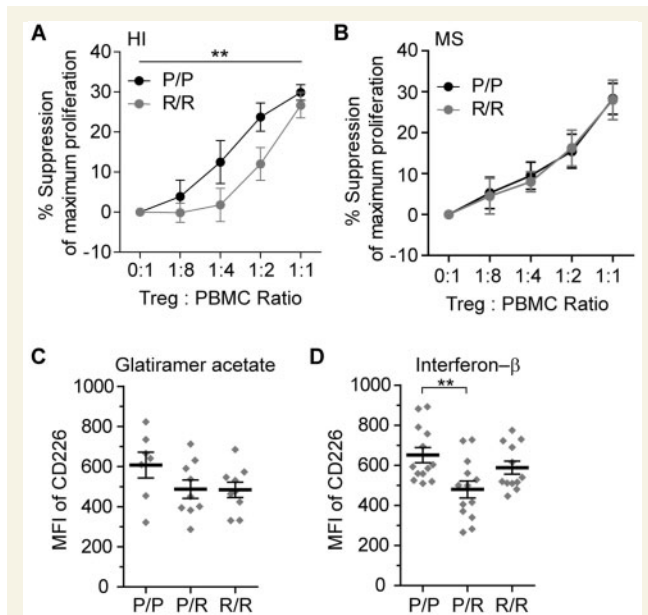 A HI
**
P/P
R/R
% Suppression
of maximum proliferation
40
30
20
10
0
-10
0:1 1:8 1:4 1:2 1:1
Treg : PBMC Ratio
B MS
P/P
R/R
% Suppression
of maximum proliferation
40
30
20
10
0
-10
0:1 1:8 1:4 1:2 1:1
Treg : PBMC Ratio
C Glatiramer acetate
MFI of CD226
1000
800
600
400
200
0
P/P P/R R/R
D Interferon–β
**
MFI of CD226
1000
800
600
400
200
0
P/P P/R R/R